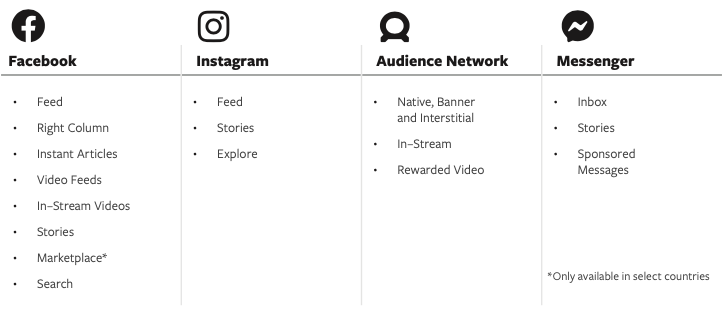 Facebook
• Feed
• Right Column
• Instant Articles
• Video Feeds
• In-Stream Videos
• Stories
• Marketplace*
• Search
Instagram
• Feed
• Stories
• Explore
Audience Network
• Native, Banner
and Interstitial
• In-Stream
• Rewarded Video
Messenger
• Inbox
• Stories
• Sponsored
Messages
*Only available in select countries